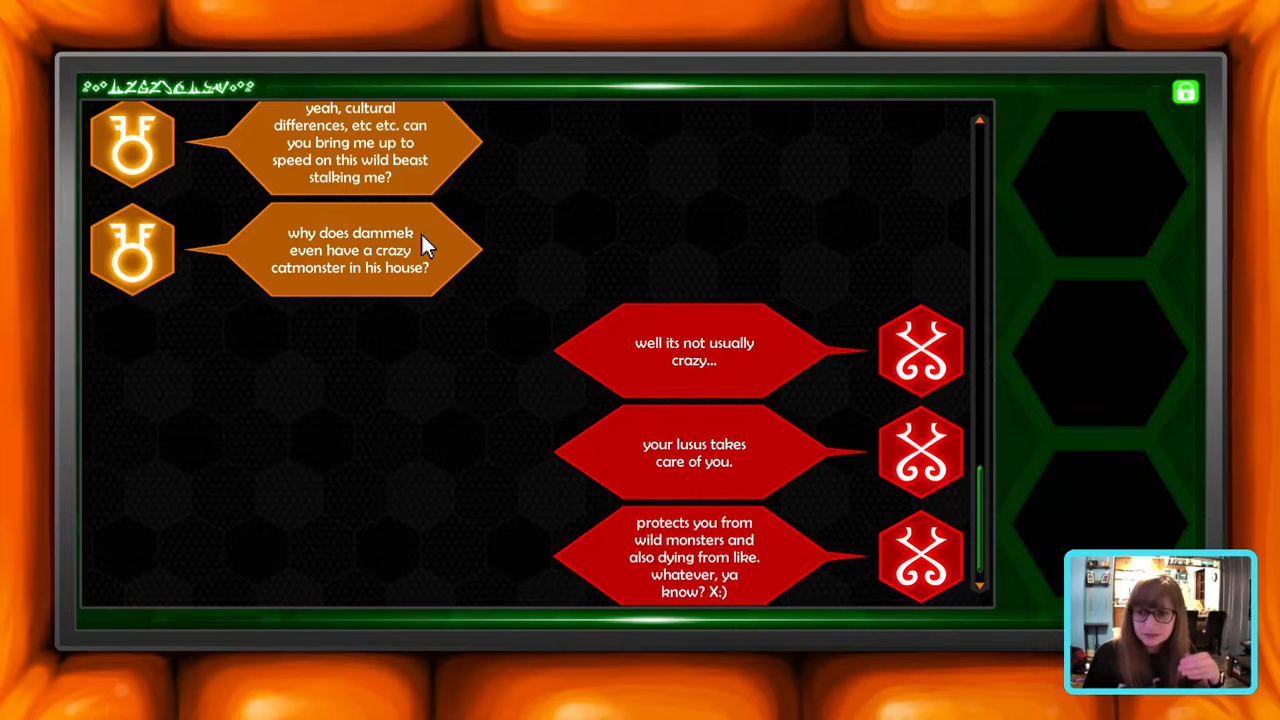 yeah, cultural
differences, etc etc. can
you bring me up to
speed on this wild beast
stalking me?
why does dammek
even have a crazy
catmonster in his house?
well its not usually
crazy...
your lusus takes
care of you.
protects you from
wild monsters and
also dying from like.
whatever, ya
know? X:)